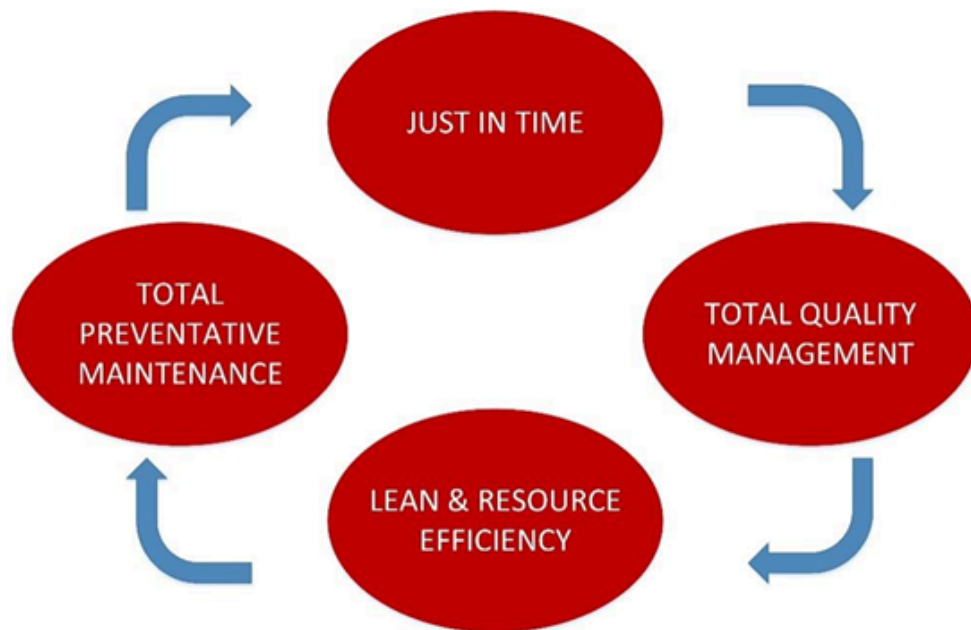 JUST IN TIME
TOTAL
PREVENTATIVE
MAINTENANCE
TOTAL QUALITY
MANAGEMENT
LEAN & RESOURCE
EFFICIENCY